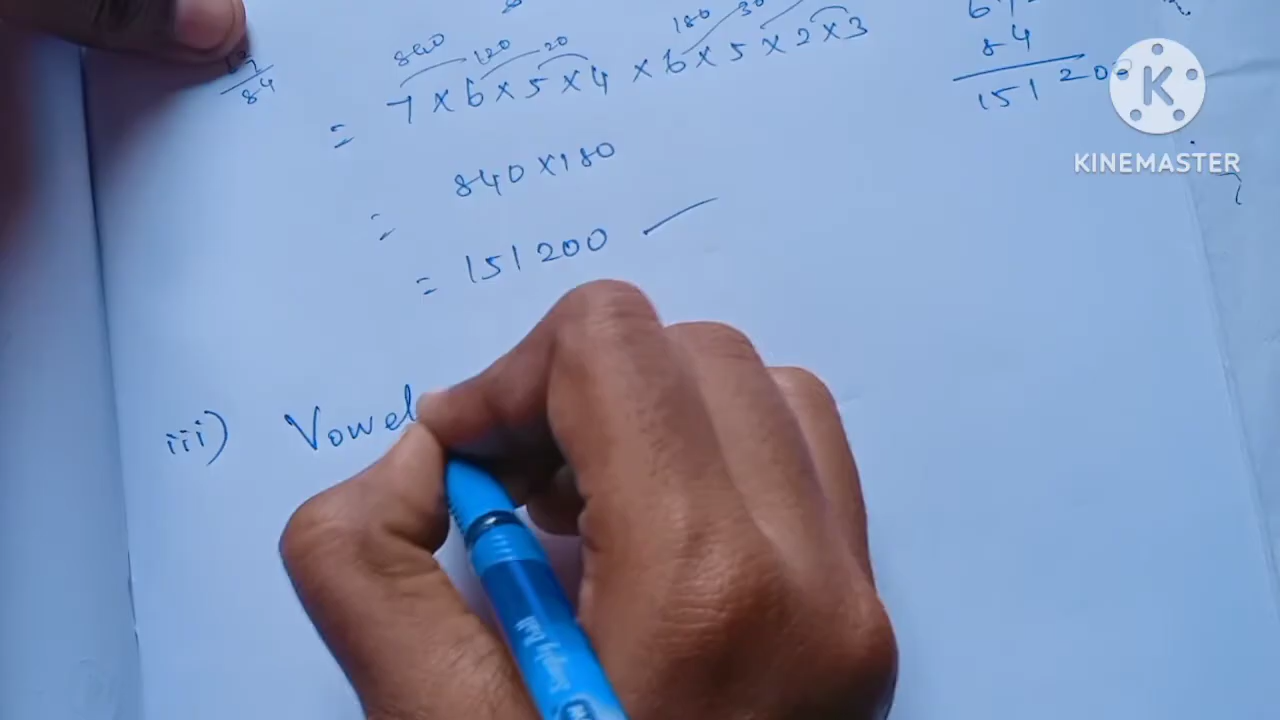 840 120 20 180 30
= 7 × 6 × 5 × 4 × 6 × 5 × 2 × 3
84
84
151200
= 840 × 180
= 151200
iii) Vowel
K
KINEMASTER